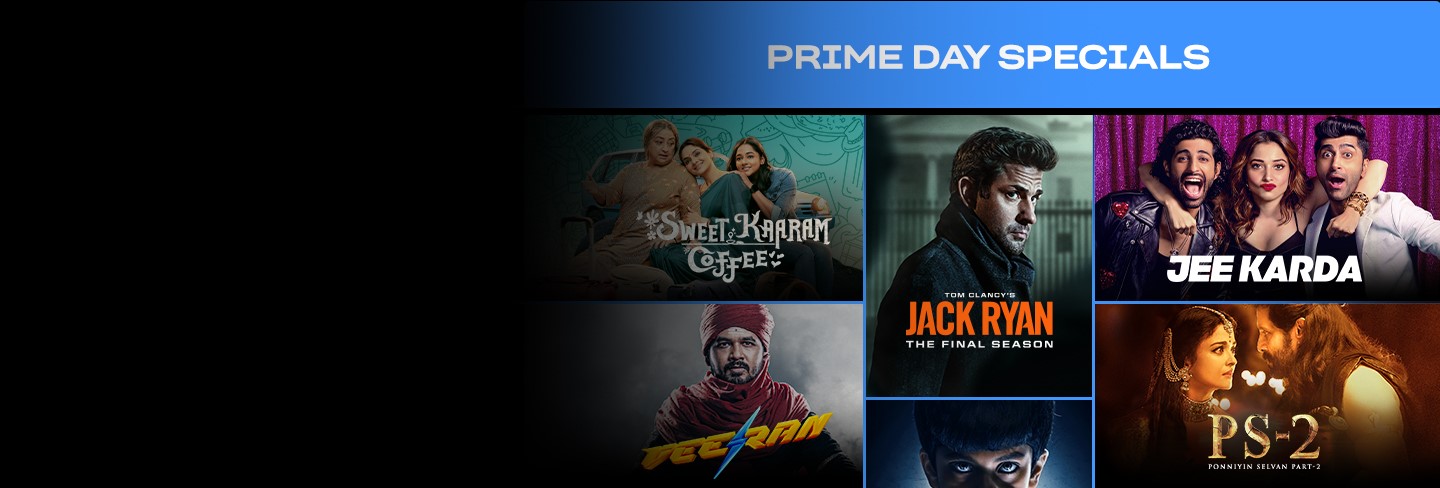 PRIME DAY SPECIALS
SWEET KAARAM
COFFEE
TOM CLANCY'S
JACK RYAN
THE FINAL SEASON
JEE KARDA
VEERAN
PS-2
PONNIYIN SELVAN PART-2